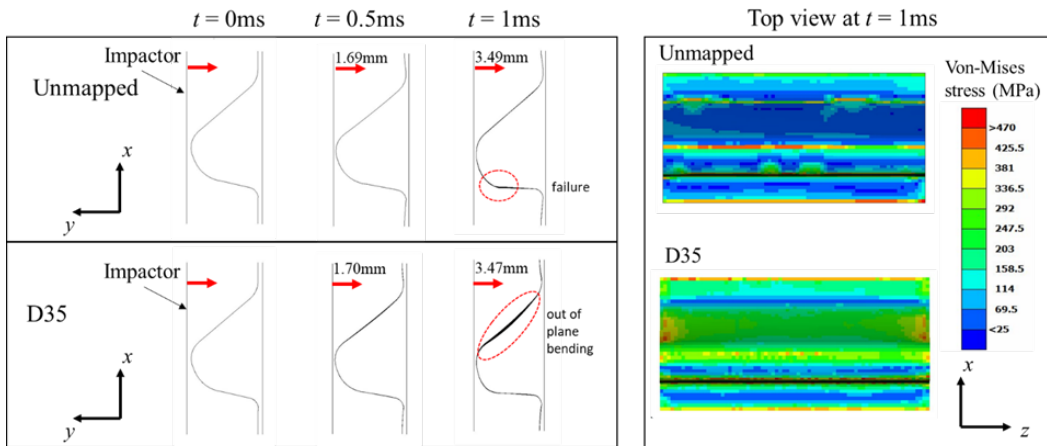 t = 0ms
t = 0.5ms
t = 1ms
Top view at t = 1ms
Impactor
Unmapped
1.69mm
3.49mm
failure
x
y
Impactor
D35
1.70mm
3.47mm
out of
plane
bending
x
y
Unmapped
D35
Von-Mises
stress (MPa)
>470
425.5
381
336.5
292
247.5
203
158.5
114
69.5
<25
x
z